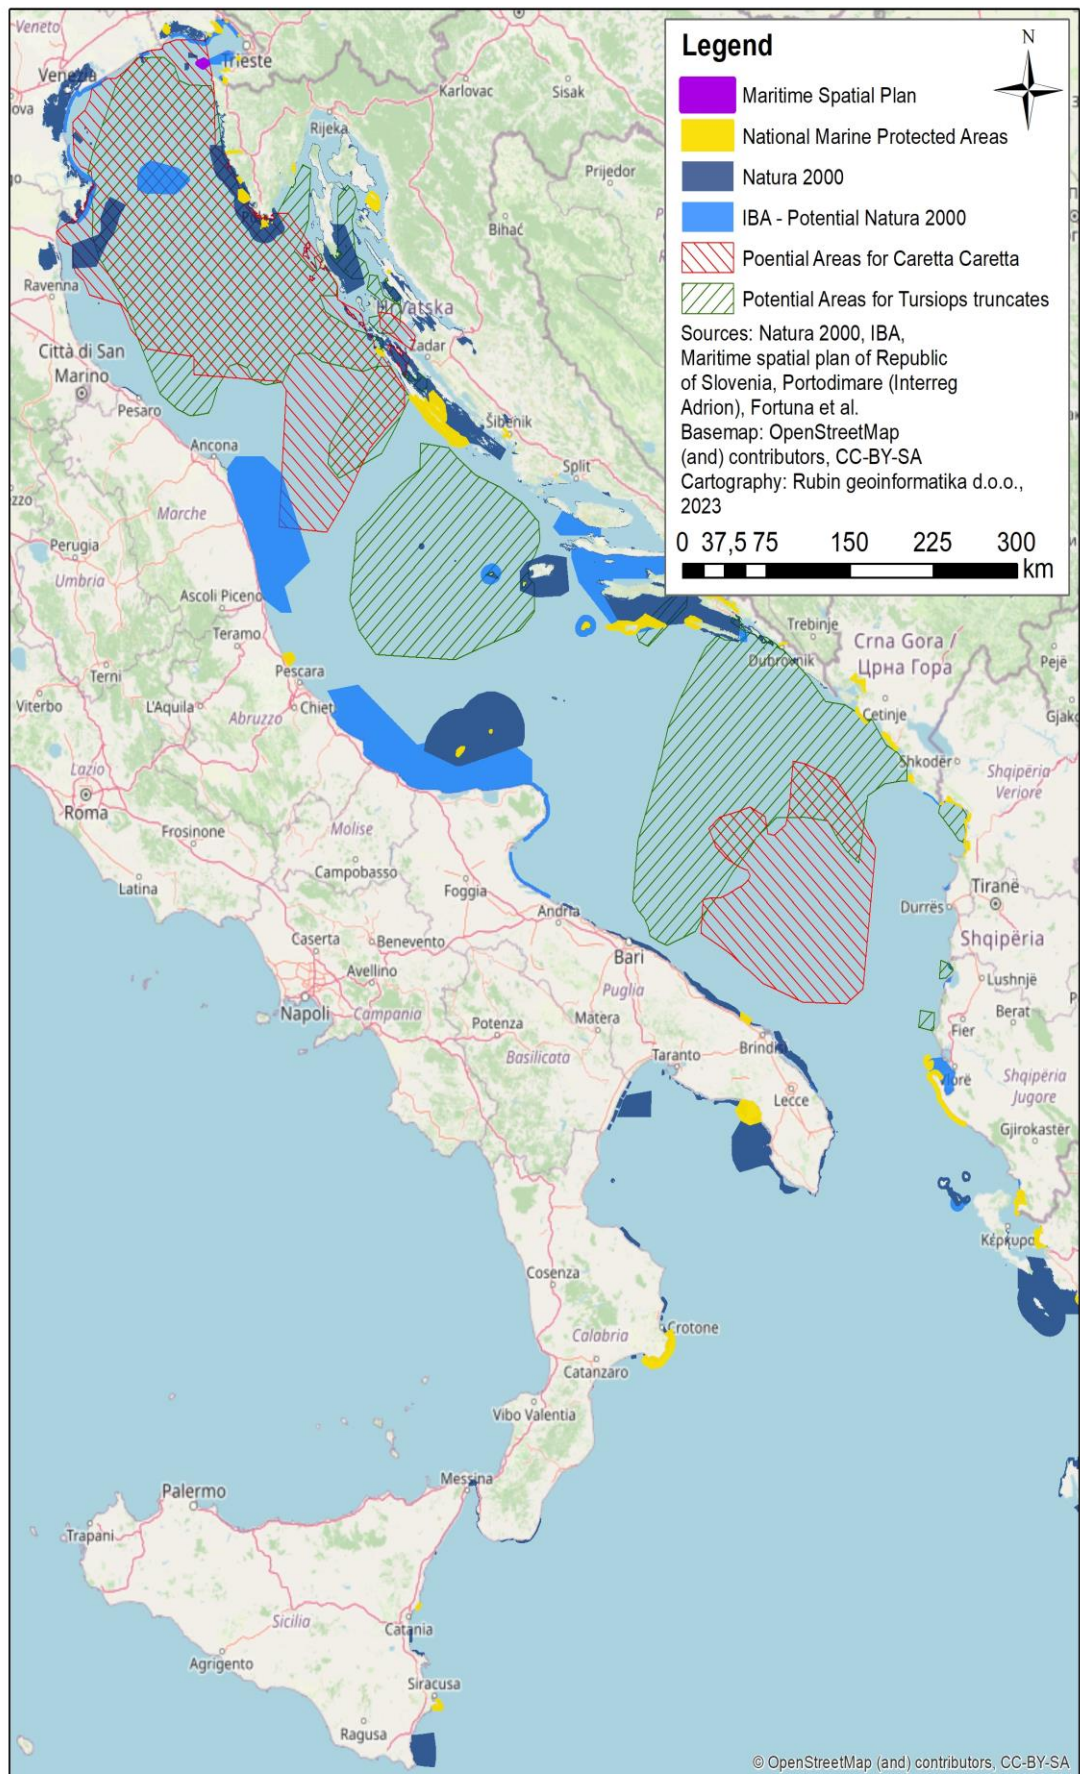 Legend
N
Maritime Spatial Plan
National Marine Protected Areas
Natura 2000
IBA - Potential Natura 2000
Poential Areas for Caretta Caretta
Potential Areas for Tursiops truncates
Sources: Natura 2000, IBA,
Maritime spatial plan of Republic
of Slovenia, Portodimare (Interreg
Adrion), Fortuna et al.
Basemap: OpenStreetMap
(and) contributors, CC-BY-SA
Cartography: Rubin geoinformatika d.o.o.,
2023
0 37,5 75 150 225 300
km
Veneto
Venezia
Trieste
Karlovac
Sisak
Rijeka
Prijedor
Bihać
Ravenna
Hrvatska
Zadar
Città di San
Marino
Pesaro
Šibenik
Ancona
Split
Marche
Perugia
Umbria
Ascoli Piceno
Teramo
Trebinje
Crna Gora /
Црна Гора
Pejë
Dubrovnik
Pescara
Terni
Viterbo
L'Aquila
Chiet
Abruzzo
Cetinje
Gjak
Shkodër
Shqipëria
Veriore
Lazio
Roma
Frosinone
Molise
Campobasso
Latina
Foggia
Tiranë
Durrës
Andria
Shqipëria
Caserta
Benevento
Bari
Avellino
Lushnjë
Puglia
Napoli
Campania
Matera
Berat
Potenza
Fier
Brindisi
Basilicata
Taranto
Vlorë
Shqipëria
Jugore
Lecce
Gjirokastër
Κέρκυρα
Cosenza
Crotone
Calabria
Catanzaro
Vibo Valentia
Messina
Palermo
Trapani
Sicilia
Catania
Agrigento
Siracusa
Ragusa
© OpenStreetMap (and) contributors, CC-BY-SA